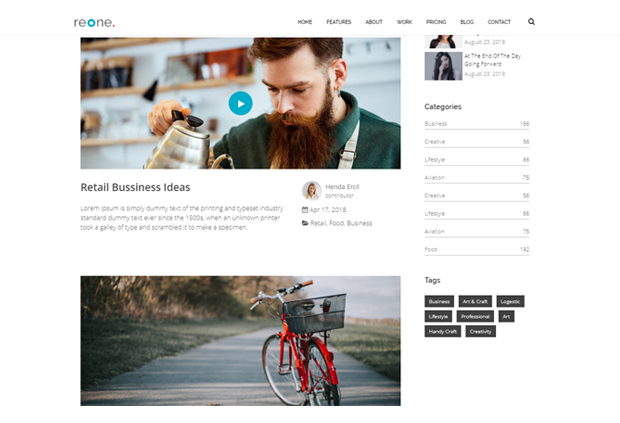 reone.
HOME FEATURES ABOUT WORK PRICING BLOG CONTACT
August 23, 2018
At The End Of The Day
Going Forward
August 23, 2018
Categories
Business 166
Creative 56
Lifestyle 66
Aviation 75
Creative 56
Lifestyle 66
Aviation 75
Food 192
Tags
Business Art & Craft Logestic
Lifestyle Professional Art
Handy Craft Creativity
Retail Bussiness Ideas
Lorem Ipsum is simply dummy text of the printing and typeset industry
standard dummy text ever since the 1500s, when an unknown printer
took a galley of type and scrambled it to make a specimen.
Henda Ercil
contributor
Apr 17, 2018
Retail, Food, Business